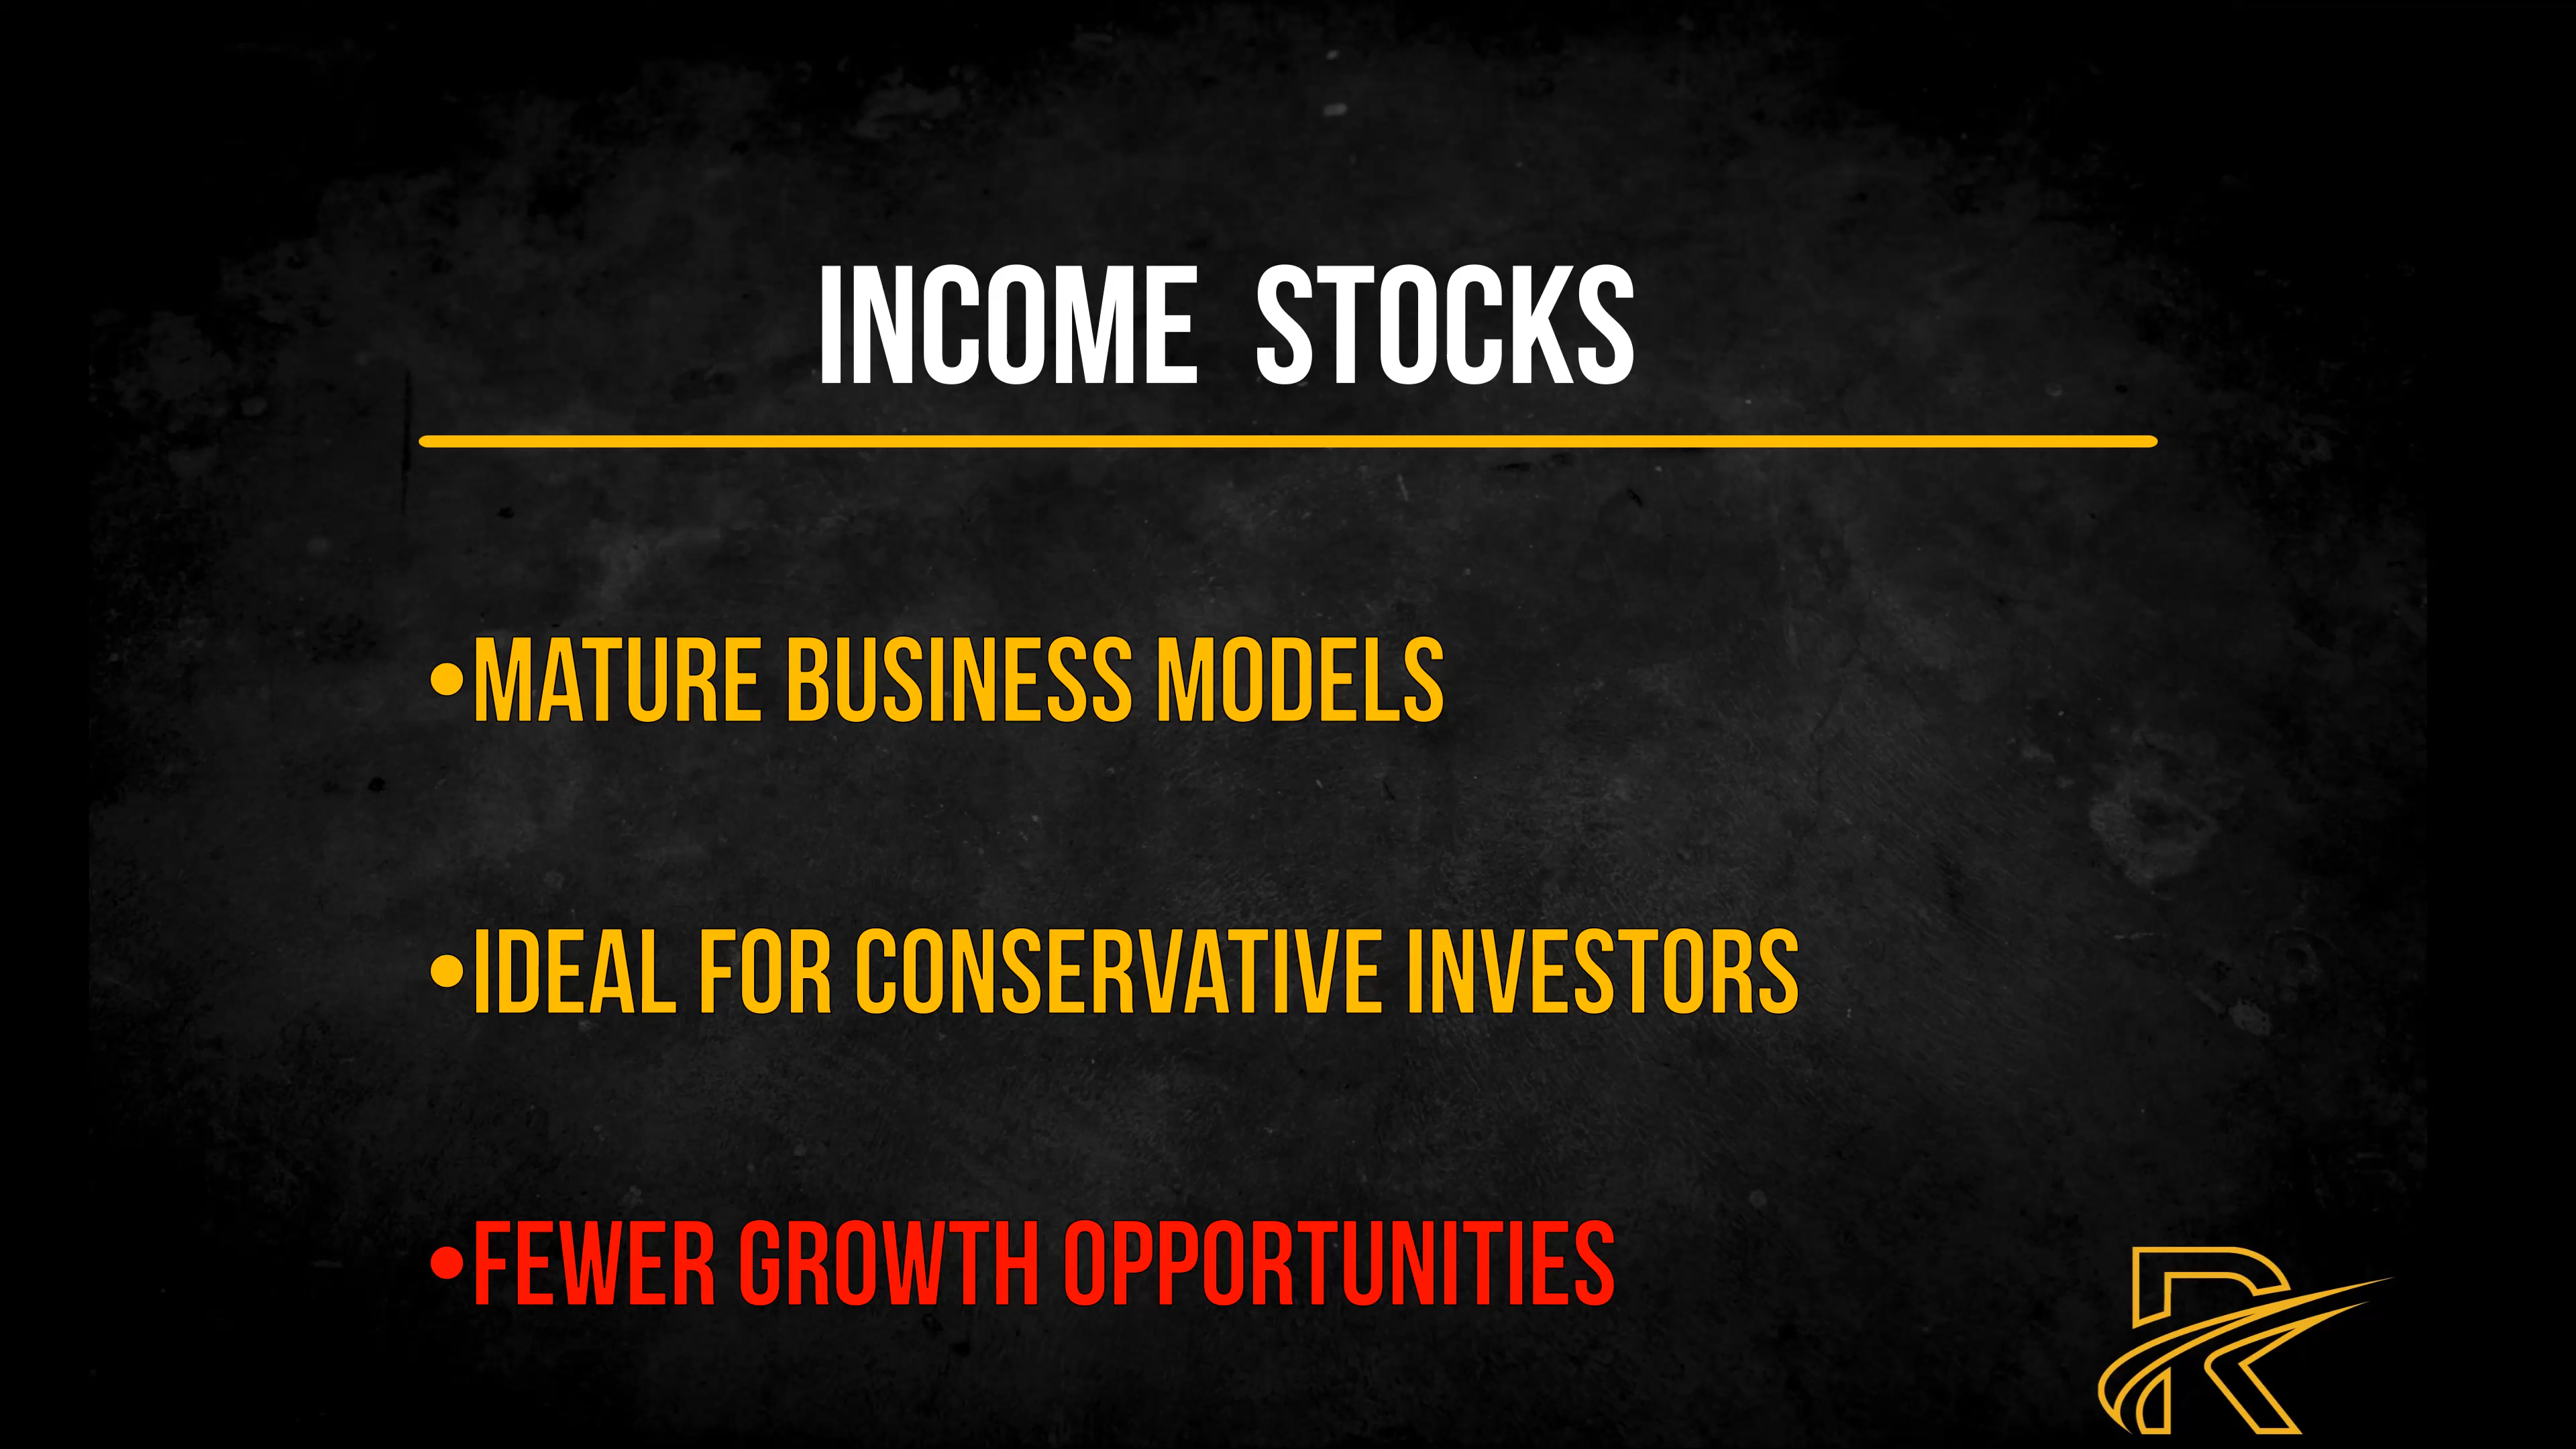 INCOME STOCKS
•MATURE BUSINESS MODELS
•IDEAL FOR CONSERVATIVE INVESTORS
•FEWER GROWTH OPPORTUNITIES
R